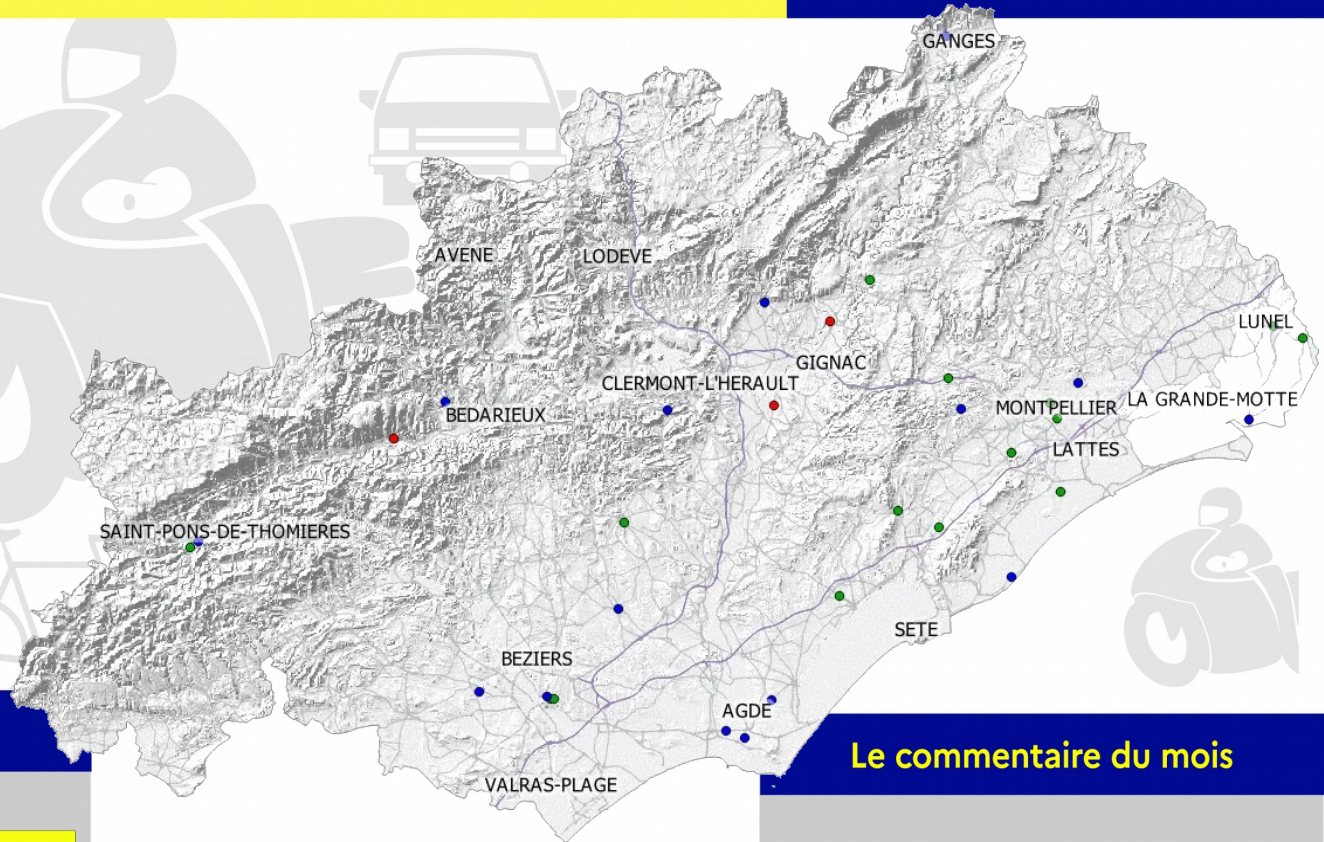 GANGES
AVENE
LODEVE
LUNEL
GIGNAC
CLERMONT-L'HERAULT
LA GRANDE-MOTTE
MONTPELLIER
BEDARIEUX
LATTES
SAINT-PONS-DE-THOMIERES
SETE
BEZIERS
AGDE
Le commentaire du mois
VALRAS-PLAGE